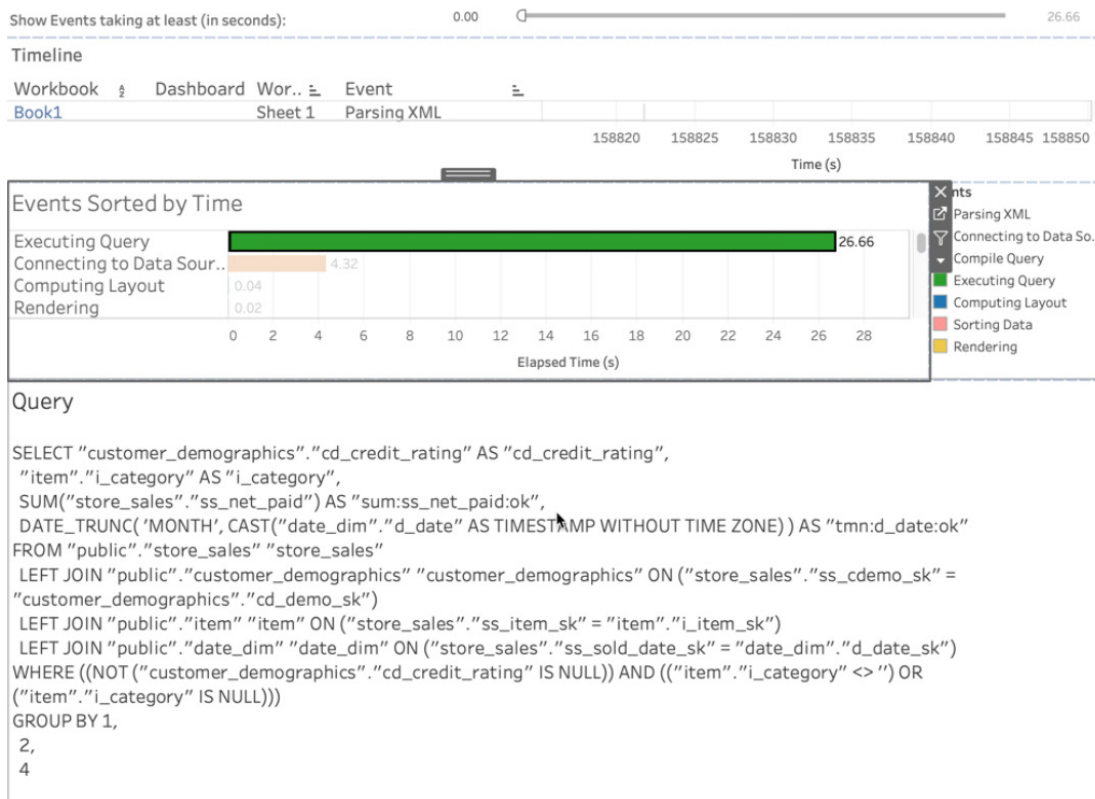 Show Events taking at least (in seconds): 0.00 26.66
Timeline
Workbook Dashboard Wor.. Event
Book1 Sheet 1 Parsing XML
158820 158825 158830 158835 158840 158845 158850
Time (s)
Events Sorted by Time
Executing Query 26.66
Connecting to Data Sour.. 4.32
Computing Layout 0.04
Rendering 0.02
0 2 4 6 8 10 12 14 16 18 20 22 24 26 28
Elapsed Time (s)
nts
Parsing XML
Connecting to Data So..
Compile Query
Executing Query
Computing Layout
Sorting Data
Rendering
Query
SELECT "customer_demographics"."cd_credit_rating" AS "cd_credit_rating",
"item"."i_category" AS "i_category",
SUM("store_sales"."ss_net_paid") AS "sum:ss_net_paid:ok",
DATE_TRUNC( 'MONTH', CAST("date_dim"."d_date" AS TIMESTAMP WITHOUT TIME ZONE) ) AS "tmn:d_date:ok"
FROM "public"."store_sales" "store_sales"
LEFT JOIN "public"."customer_demographics" "customer_demographics" ON ("store_sales"."ss_cdemo_sk" =
"customer_demographics"."cd_demo_sk")
LEFT JOIN "public"."item" "item" ON ("store_sales"."ss_item_sk" = "item"."i_item_sk")
LEFT JOIN "public"."date_dim" "date_dim" ON ("store_sales"."ss_sold_date_sk" = "date_dim"."d_date_sk")
WHERE ((NOT ("customer_demographics"."cd_credit_rating" IS NULL)) AND (("item"."i_category" <> '') OR
("item"."i_category" IS NULL)))
GROUP BY 1,
2,
4